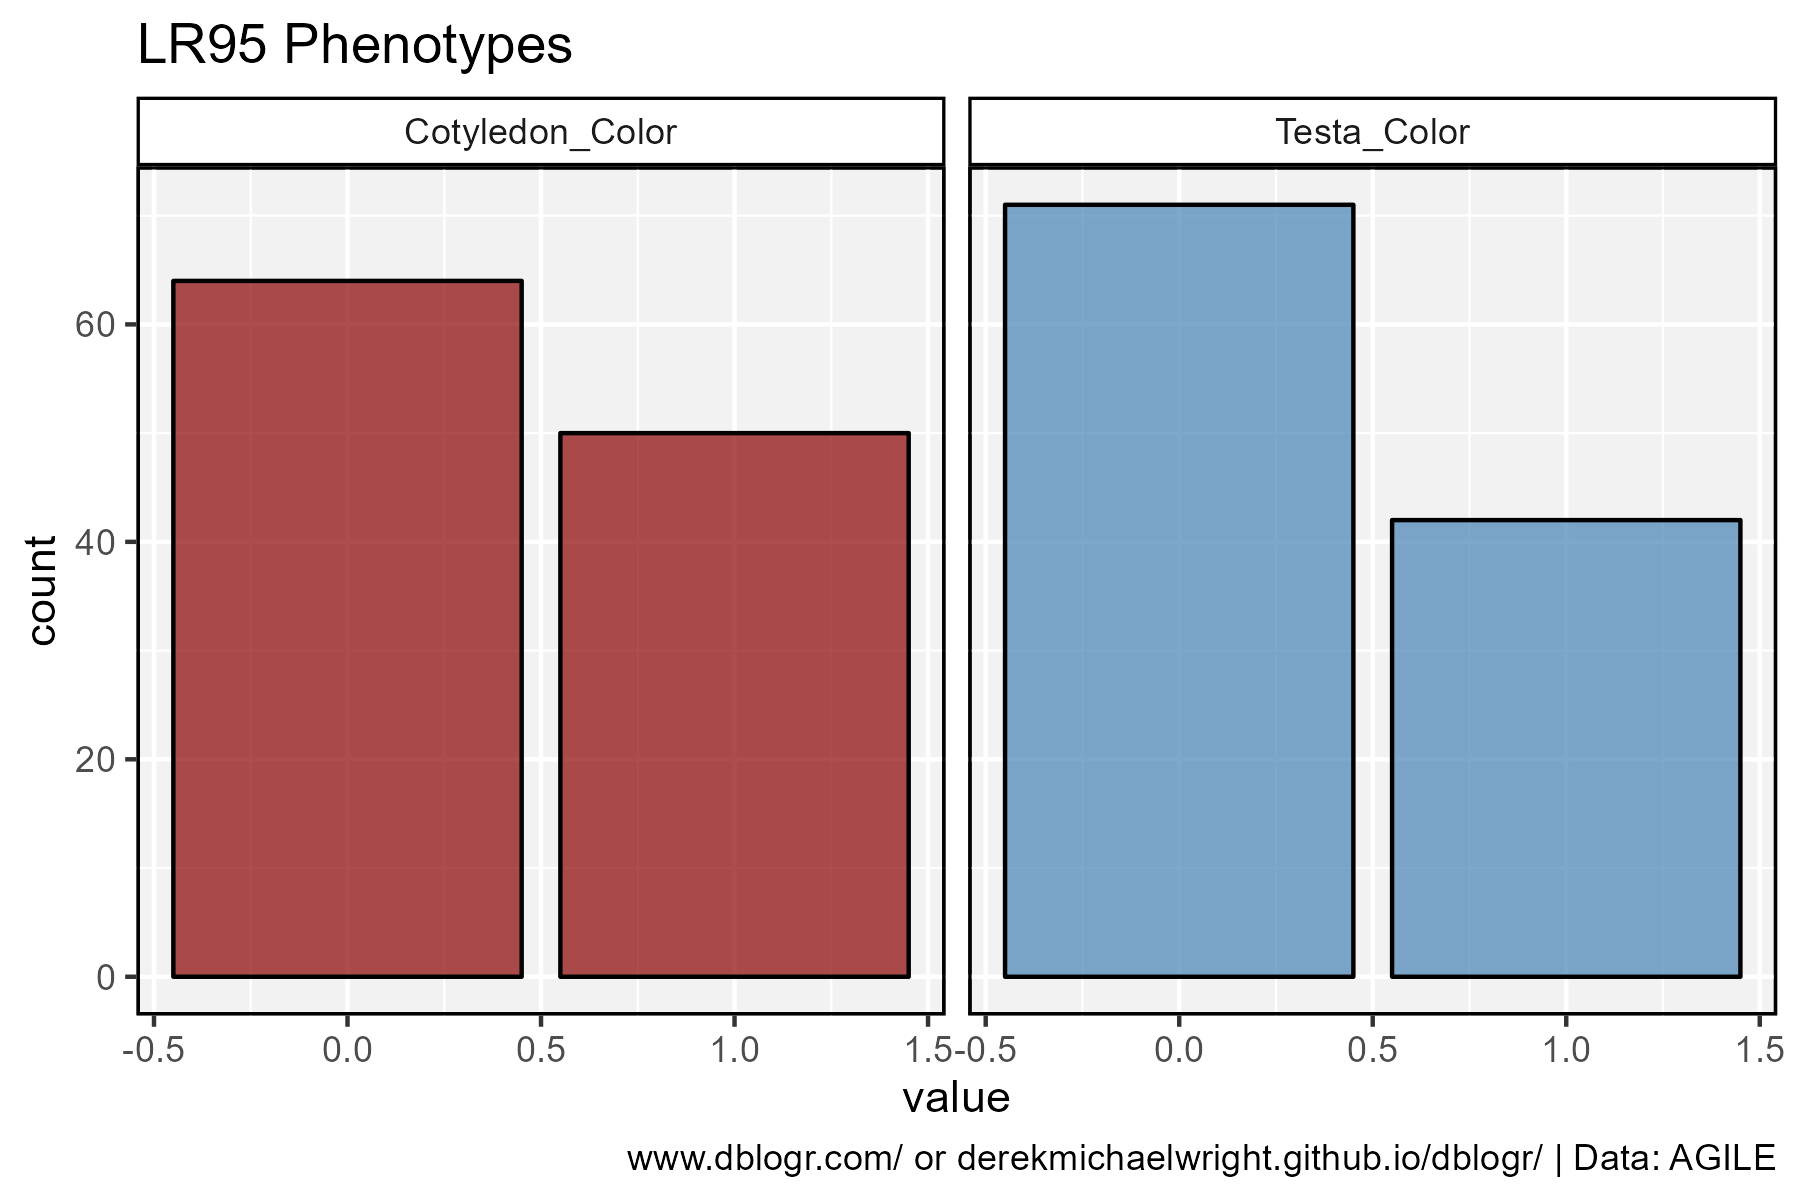 LR95 Phenotypes
Cotyledon_Color
Testa_Color
count
60
40
20
0
-0.5 0.0 0.5 1.0 1.5
-0.5 0.0 0.5 1.0 1.5
value
www.dblogr.com/ or derekmichaelwright.github.io/dblogr/ | Data: AGILE